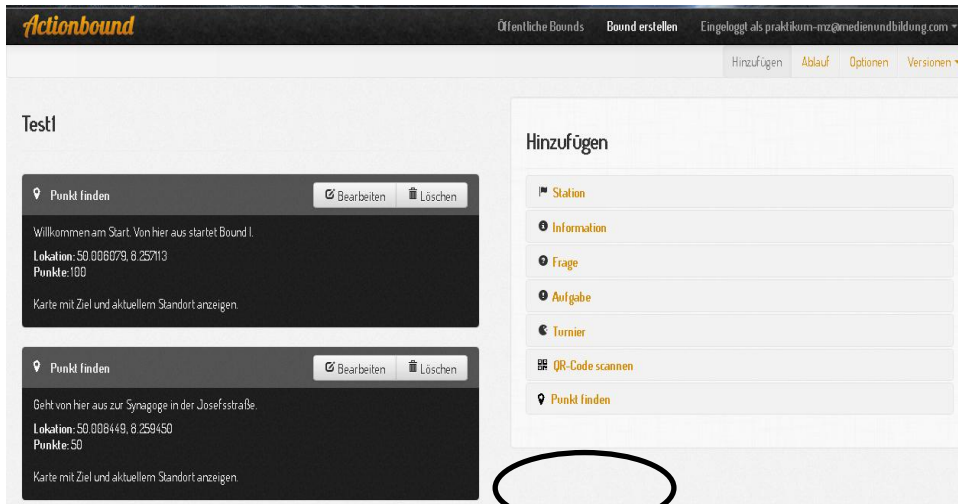 Actionbound
Öffentliche Bounds Bound erstellen Eingeloggt als praktikum-mz@medienundbildung.com
Hinzufügen Ablauf Optionen Versionen
Test1
Punkt finden Bearbeiten Löschen
Willkommen am Start. Von hier aus startet Bound 1.
Lokation: 50.006079, 8.257113
Punkte: 100
Karte mit Ziel und aktuellem Standort anzeigen.
Punkt finden Bearbeiten Löschen
Geht von hier aus zur Synagoge in der Josefsstraße.
Lokation: 50.008449, 8.259450
Punkte: 50
Karte mit Ziel und aktuellem Standort anzeigen.
Hinzufügen
Station
Information
Frage
Aufgabe
Turnier
QR-Code scannen
Punkt finden